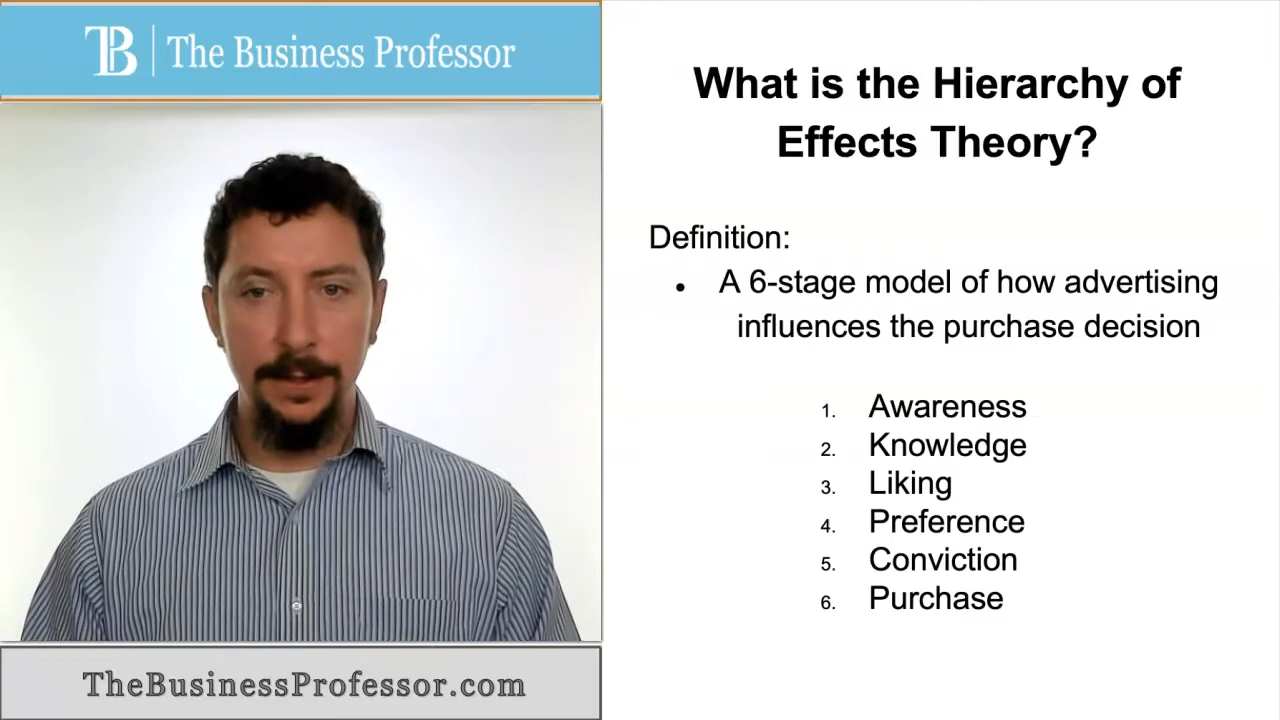 TB The Business Professor
What is the Hierarchy of
Effects Theory?
Definition:
• A 6-stage model of how advertising
influences the purchase decision
1. Awareness
2. Knowledge
3. Liking
4. Preference
5. Conviction
6. Purchase
TheBusinessProfessor.com